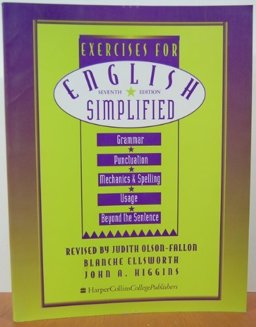 EXERCISES FOR
ENGLISH
SEVENTH ★ EDITION
SIMPLIFIED
Grammar
★
Punctuation
★
Mechanics & Spelling
★
Usage
★
Beyond the Sentence
REVISED BY JUDITH OLSON-FALLON
BLANCHE ELLSWORTH
JOHN A. HIGGINS
HarperCollinsCollegePublishers